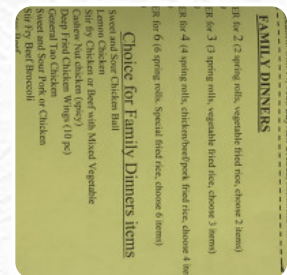 FAMILY DINNERS
ER for 2 (2 spring rolls, vegetable fried rice, choose 2 items)
ER for 3 (3 spring rolls, vegetable fried rice, choose 3 items)
ER for 4 (4 spring rolls, chicken/beef/pork fried rice, choose 4 ite
ER for 6 (6 spring rolls, Special fried rice, choose 6 items)
Choice for Family Dinners items
Sweet and Sour Chicken Ball
Lemon Chicken
Stir fry Chicken or Beef with Mixed Vegetable
Cashew Nut chicken (spicy)
Deep Fried Chicken Wings (10 pc)
General Tao Chicken
Sweet and Sour Pork or Chicken
Stir Fry Beef Broccoli